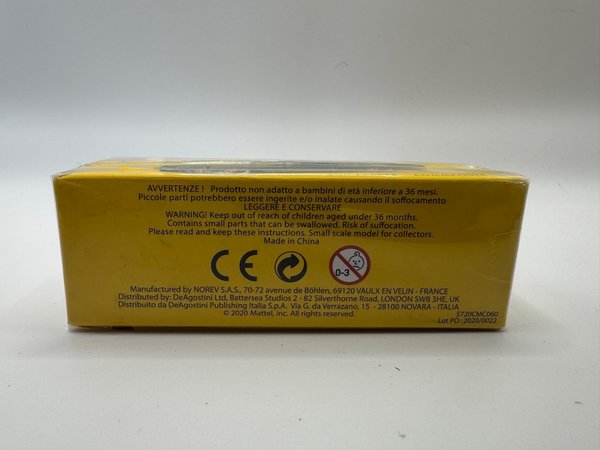 AVVERTENZE ! Prodotto non adatto a bambini di età inferiore a 36 mesi.
Piccole parti potrebbero essere ingerite e/o inalate causando il soffocamento
LEGGERE E CONSERVARE
WARNING! Keep out of reach of children aged under 36 months.
Contains small parts that can be swallowed. Risk of suffocation.
Please read and keep these instructions. Small scale model for collectors.
Made in China
CE
0-3
Manufactured by NOREV S.A.S., 70-72 avenue de Böhlen, 69120 VAULX EN VELIN - FRANCE
Distributed by: DeAgostini Ltd, Battersea Studios 2 - 82 Silverthorne Road, LONDON SW8 3HE, UK
Distribuito da DeAgostini Publishing Italia S.p.A. Via G. da Verrazano, 15 - 28100 NOVARA - ITALIA
© 2020 Mattel, inc. All rights reserved.
S720CMC060
Lot PO : 2020/0022